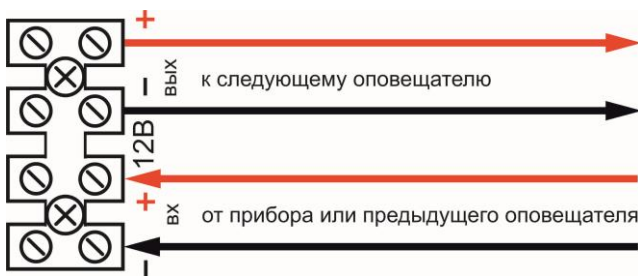 +
− вых к следующему оповещателю
12В
+
вх от прибора или предыдущего оповещателя
−